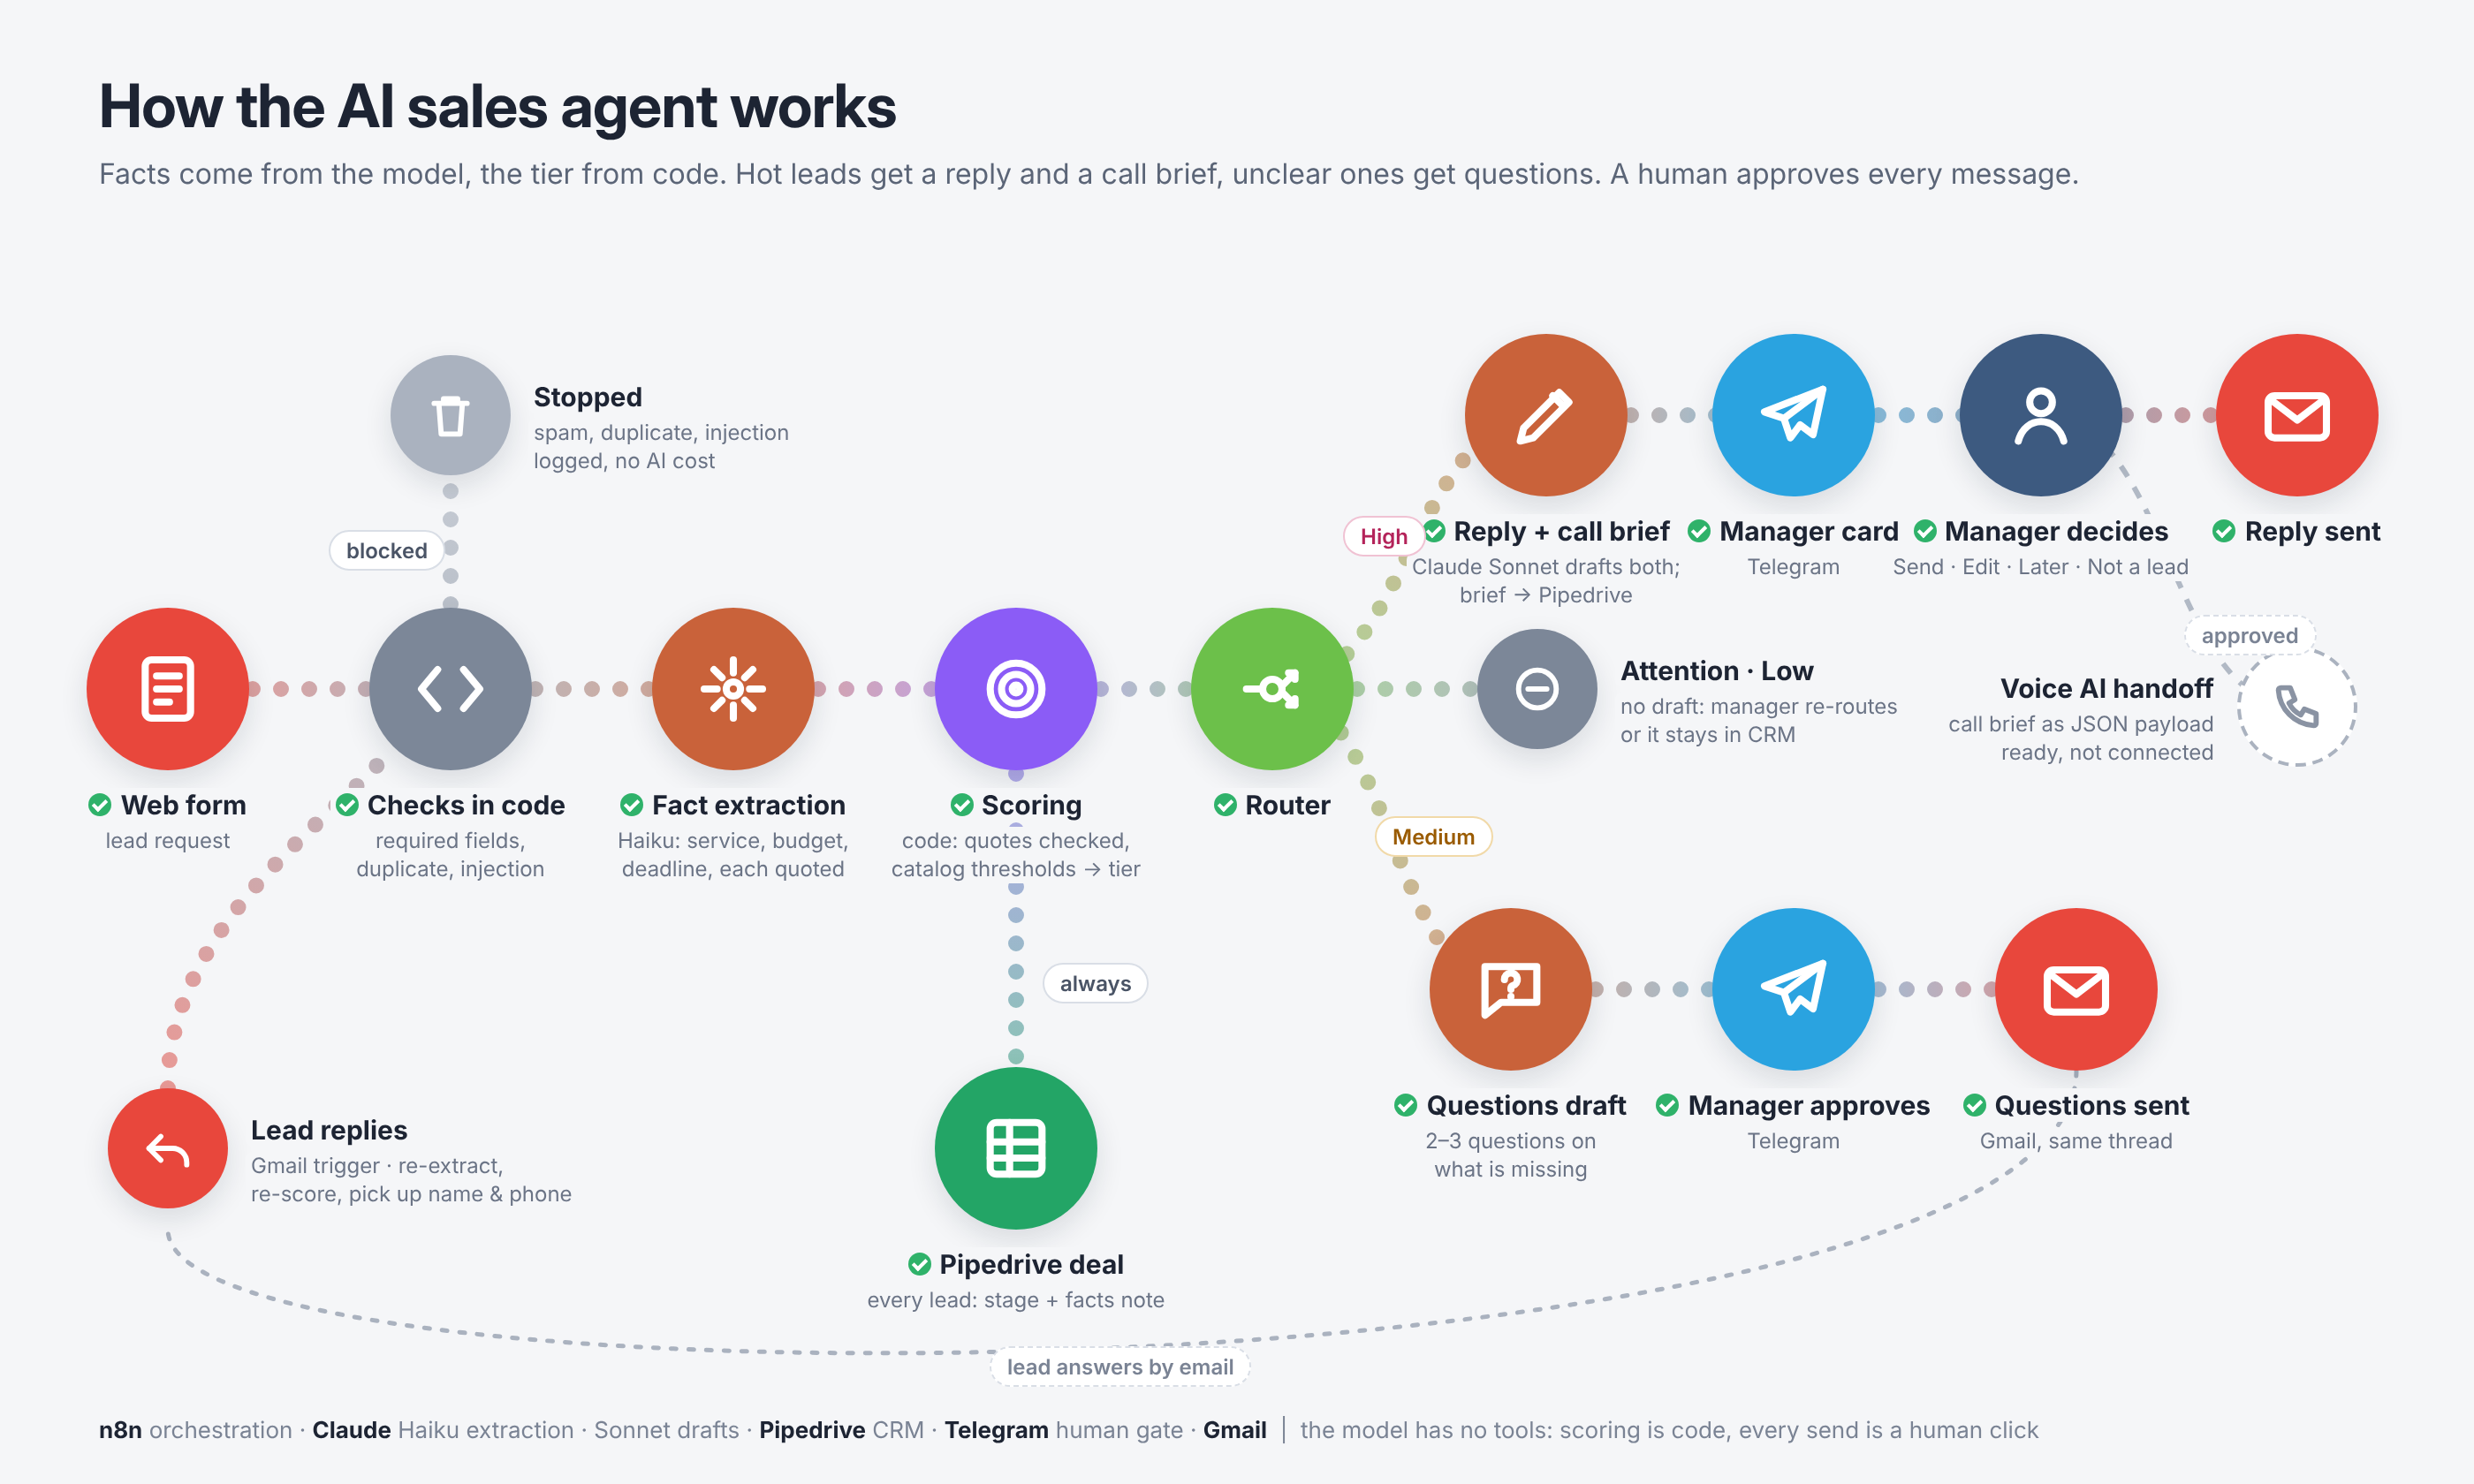 How the AI sales agent works
Facts come from the model, the tier from code. Hot leads get a reply and a call brief, unclear ones get questions. A human approves every message.
Stopped
spam, duplicate, injection
logged, no AI cost
blocked
Web form
lead request
Checks in code
required fields,
duplicate, injection
Fact extraction
Haiku: service, budget,
deadline, each quoted
Scoring
code: quotes checked,
catalog thresholds → tier
Router
High
Reply + call brief
Claude Sonnet drafts both;
brief → Pipedrive
Manager card
Telegram
Manager decides
Send · Edit · Later · Not a lead
Reply sent
approved
Attention · Low
no draft: manager re-routes
or it stays in CRM
Voice AI handoff
call brief as JSON payload
ready, not connected
Medium
always
Questions draft
2–3 questions on
what is missing
Manager approves
Telegram
Questions sent
Gmail, same thread
Lead replies
Gmail trigger · re-extract,
re-score, pick up name & phone
Pipedrive deal
every lead: stage + facts note
lead answers by email
n8n orchestration · Claude Haiku extraction · Sonnet drafts · Pipedrive CRM · Telegram human gate · Gmail | the model has no tools: scoring is code, every send is a human click